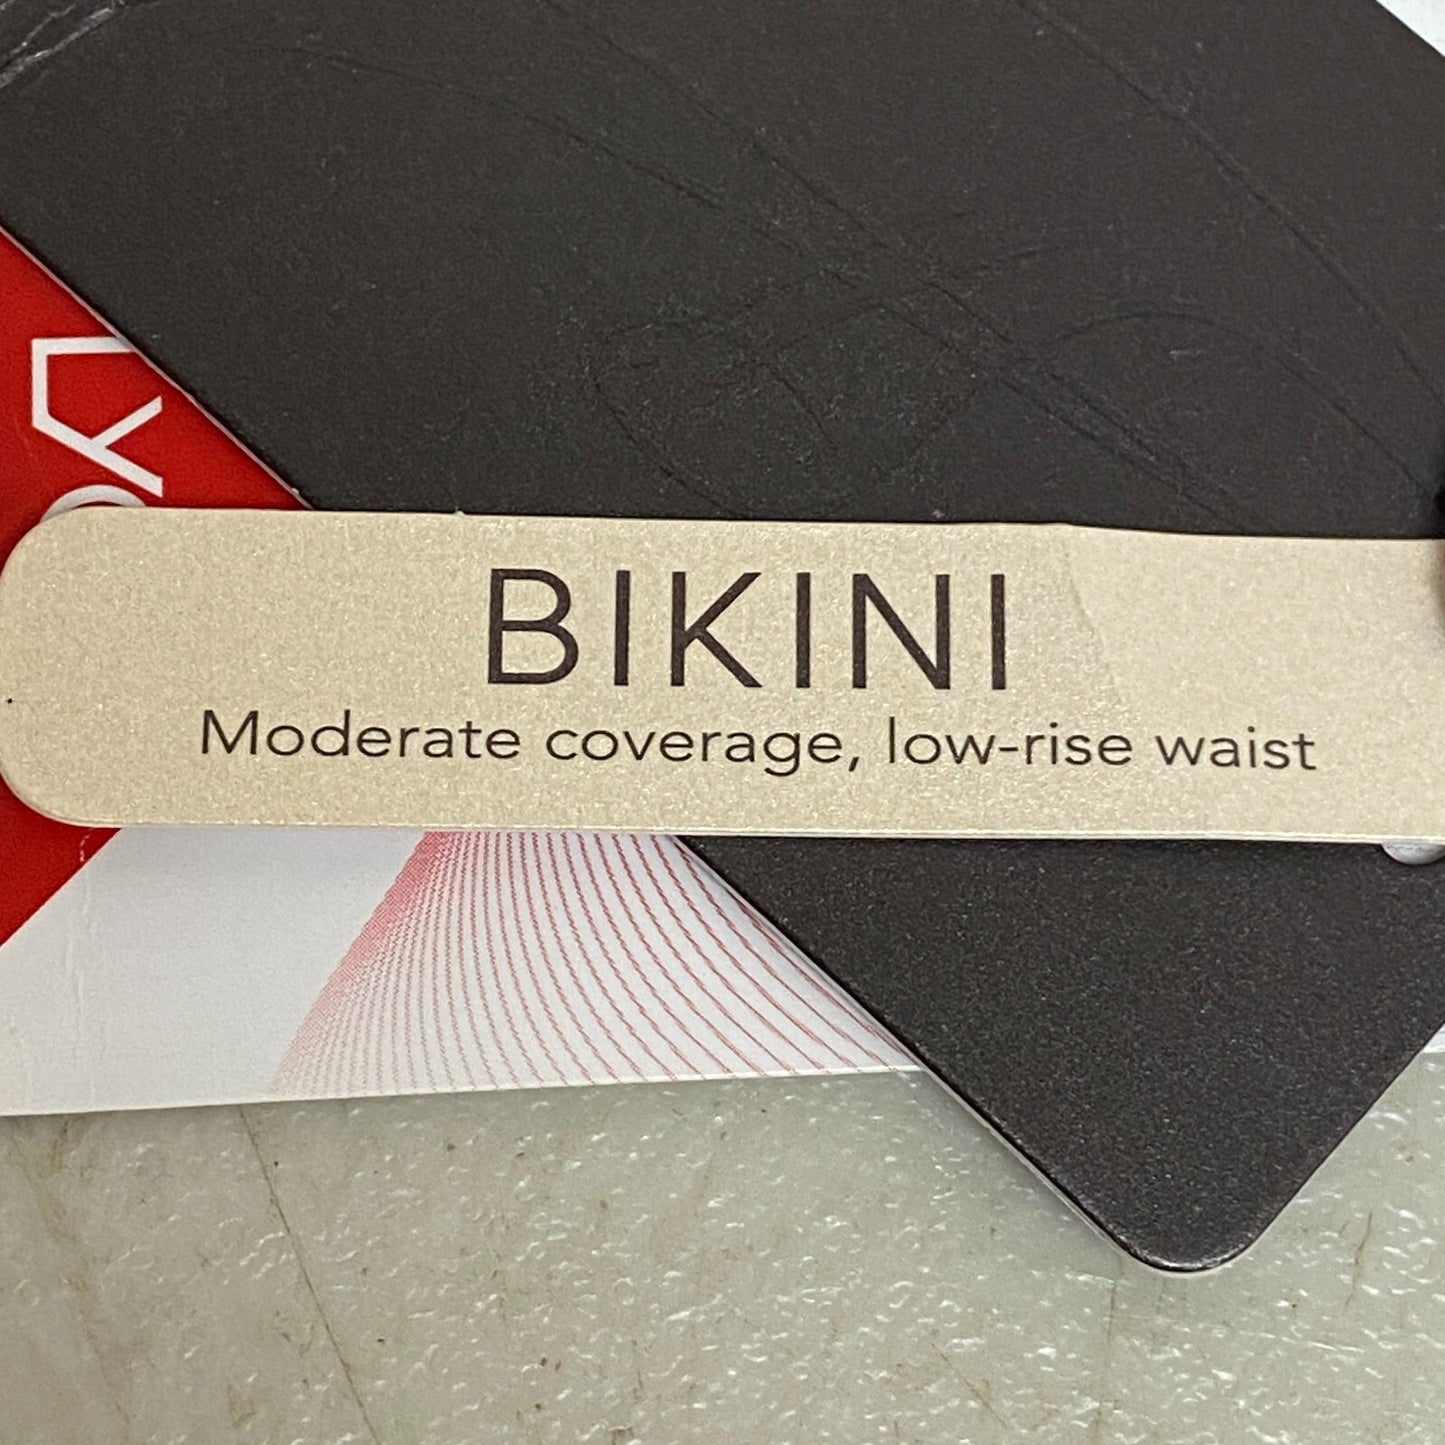 BIKINI
Moderate coverage, low-rise waist